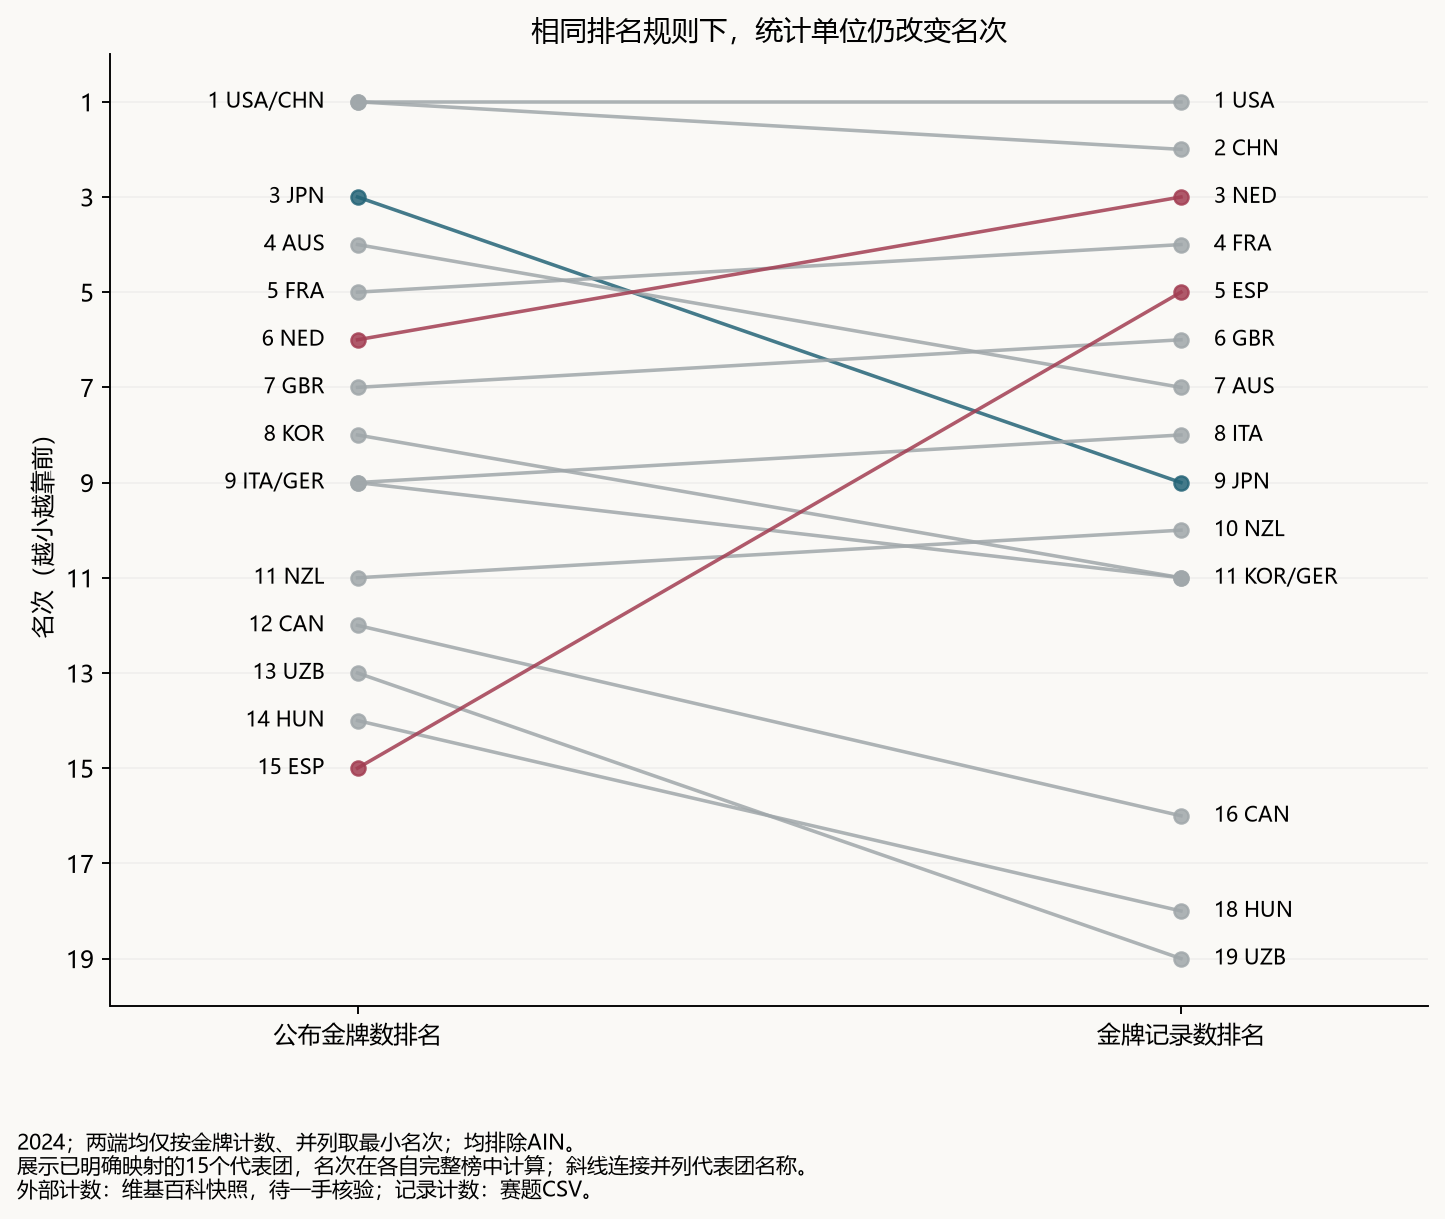 相同排名规则下，统计单位仍改变名次
名次（越小越靠前）
1
3
5
7
9
11
13
15
17
19
1 USA/CHN
3 JPN
4 AUS
5 FRA
6 NED
7 GBR
8 KOR
9 ITA/GER
11 NZL
12 CAN
13 UZB
14 HUN
15 ESP
1 USA
2 CHN
3 NED
4 FRA
5 ESP
6 GBR
7 AUS
8 ITA
9 JPN
10 NZL
11 KOR/GER
16 CAN
18 HUN
19 UZB
公布金牌数排名
金牌记录数排名
2024；两端均仅按金牌计数、并列取最小名次；均排除AIN。
展示已明确映射的15个代表团，名次在各自完整榜中计算；斜线连接并列代表团名称。
外部计数：维基百科快照，待一手核验；记录计数：赛题CSV。